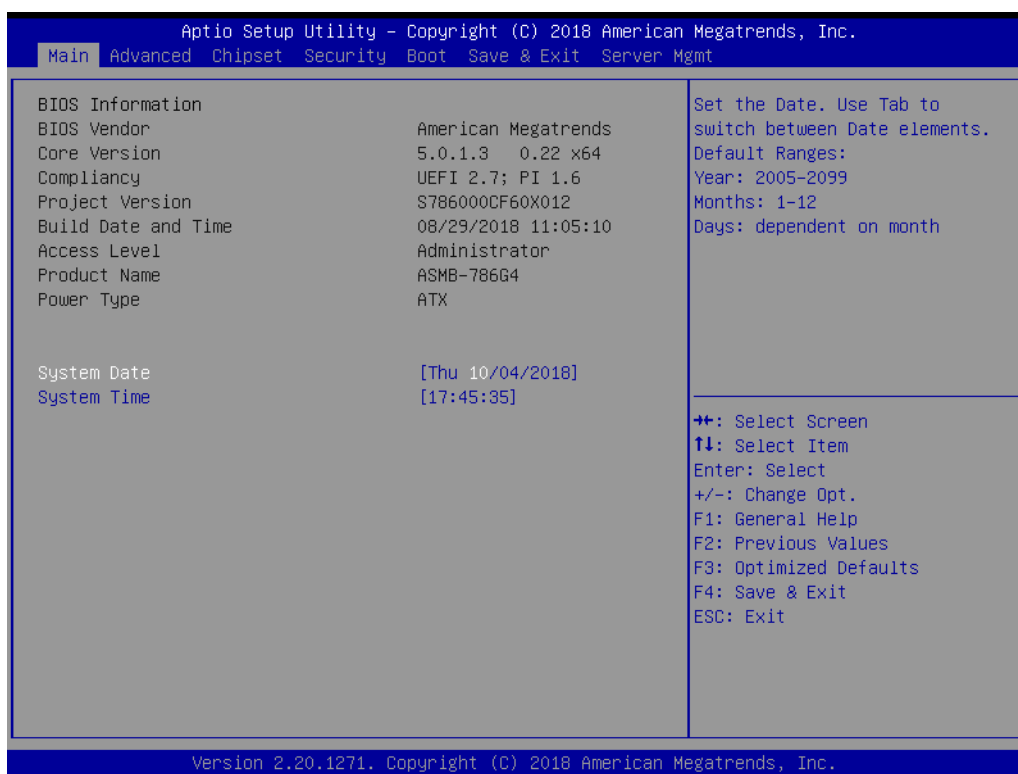 Aptio Setup Utility – Copyright (C) 2018 American Megatrends, Inc.
Main Advanced Chipset Security Boot Save & Exit Server Mgmt
BIOS Information
BIOS Vendor American Megatrends
Core Version 5.0.1.3 0.22 x64
Compliancy UEFI 2.7; PI 1.6
Project Version S786000CF60X012
Build Date and Time 08/29/2018 11:05:10
Access Level Administrator
Product Name ASMB-786G4
Power Type ATX
System Date [Thu 10/04/2018]
System Time [17:45:35]
Set the Date. Use Tab to
switch between Date elements.
Default Ranges:
Year: 2005-2099
Months: 1-12
Days: dependent on month
→←: Select Screen
↑↓: Select Item
Enter: Select
+/-: Change Opt.
F1: General Help
F2: Previous Values
F3: Optimized Defaults
F4: Save & Exit
ESC: Exit
Version 2.20.1271. Copyright (C) 2018 American Megatrends, Inc.